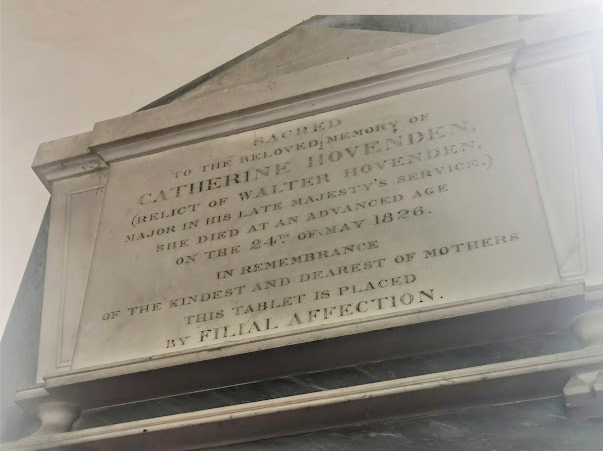 SACRED
TO THE BELOVED MEMORY OF
CATHERINE HOVENDEN,
(RELICT OF WALTER HOVENDEN,
MAJOR IN HIS LATE MAJESTY'S SERVICE.)
SHE DIED AT AN ADVANCED AGE
ON THE 24TH OF MAY 1826.
IN REMEMBRANCE
OF THE KINDEST AND DEAREST OF MOTHERS
THIS TABLET IS PLACED
BY FILIAL AFFECTION.